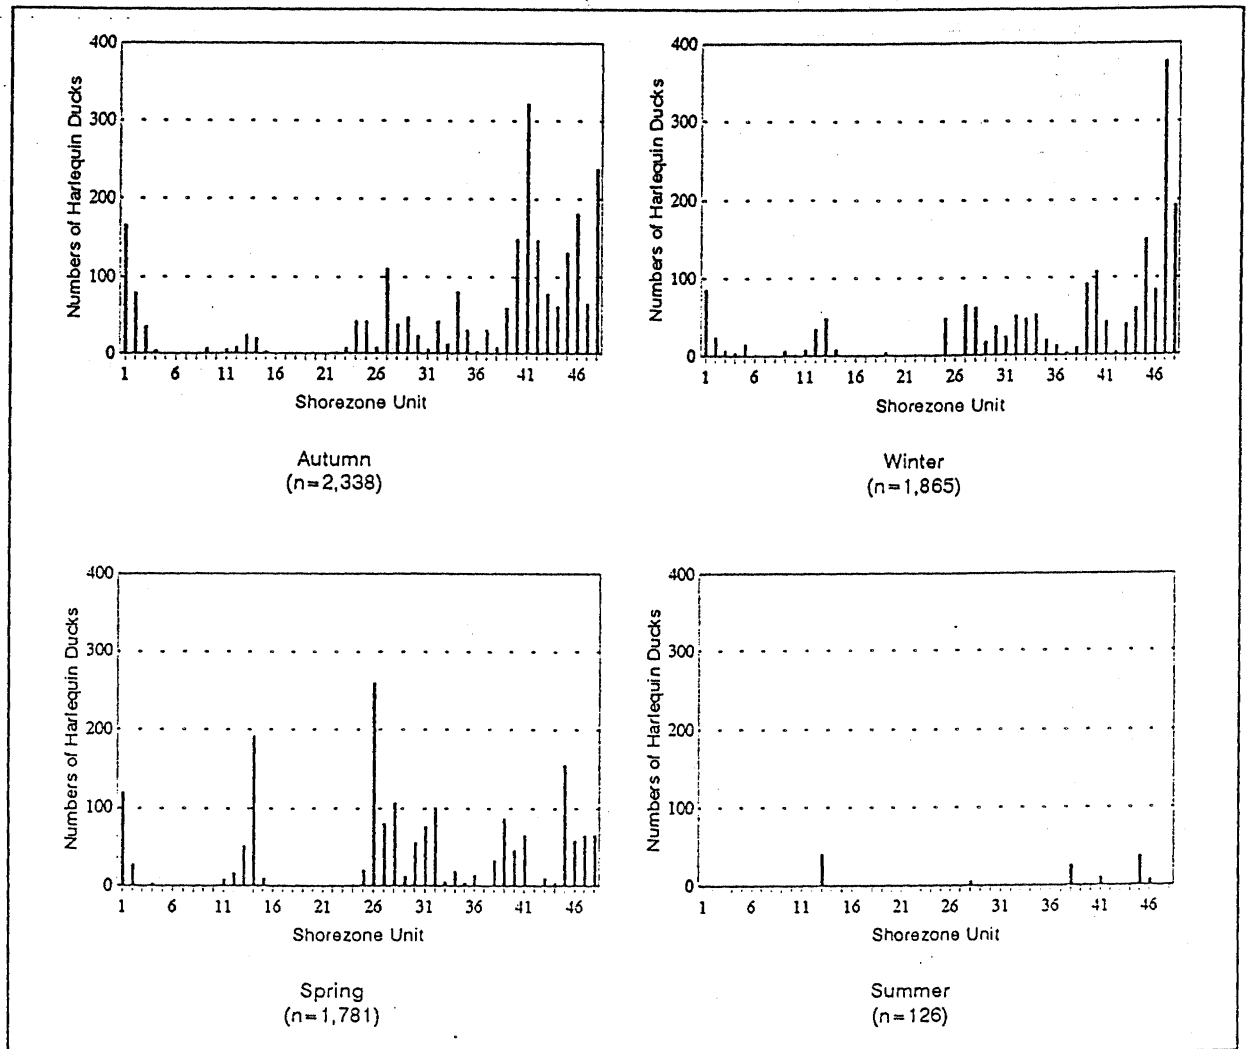 400
300
200
100
0
Numbers of Harlequin Ducks
1 6 11 16 21 26 31 36 41 46
Shorezone Unit
Autumn
(n=2,338)
400
300
200
100
0
Numbers of Harlequin Ducks
1 6 11 16 21 26 31 36 41 46
Shorezone Unit
Winter
(n=1,865)
400
300
200
100
0
Numbers of Harlequin Ducks
1 6 11 16 21 26 31 36 41 46
Shorezone Unit
Spring
(n=1,781)
400
300
200
100
0
Numbers of Harlequin Ducks
1 6 11 16 21 26 31 36 41 46
Shorezone Unit
Summer
(n=126)